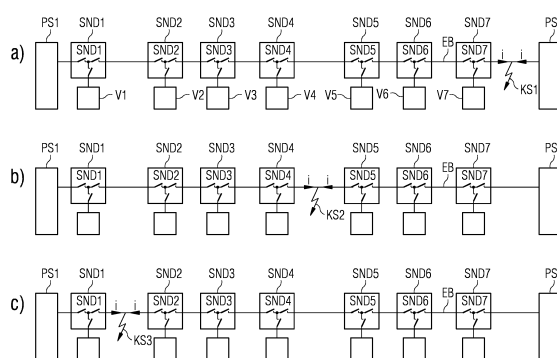 PS1 SND1 SND2 SND3 SND4 SND5 SND6 SND7 PS
EB
a) SND1 SND2 SND3 SND4 SND5 SND6 SND7 i i
V1 V2 V3 V4 V5 V6 V7 KS1
PS1 SND1 SND2 SND3 SND4 SND5 SND6 SND7 PS
EB
b) SND1 SND2 SND3 SND4 i i SND5 SND6 SND7
KS2
PS1 SND1 SND2 SND3 SND4 SND5 SND6 SND7 PS
EB
c) SND1 i i SND2 SND3 SND4 SND5 SND6 SND7
KS3